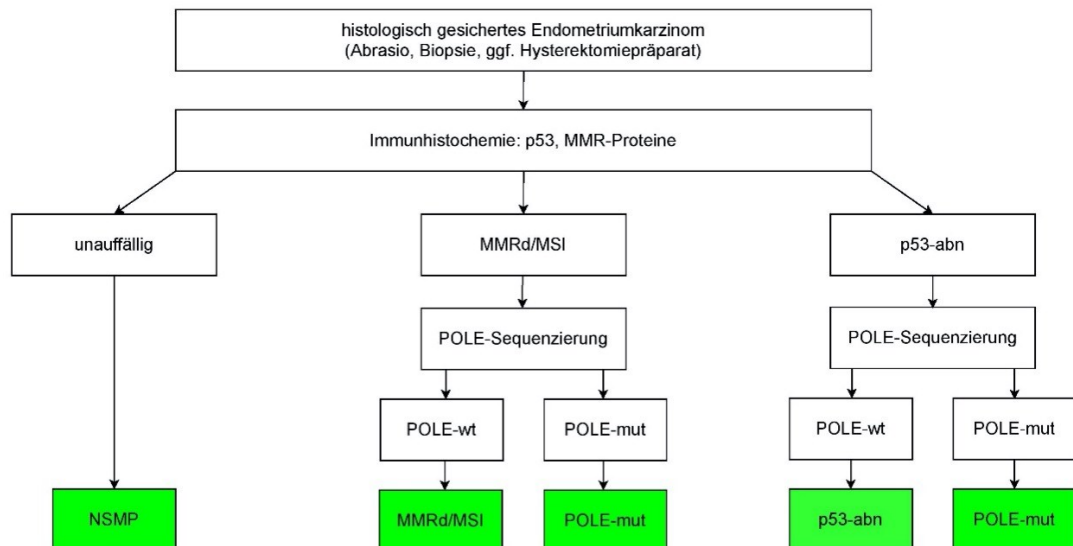 histologisch gesichertes Endometriumkarzinom
(Abrasio, Biopsie, ggf. Hysterektomiepräparat)
Immunhistochemie: p53, MMR-Proteine
unauffällig
MMRd/MSI
p53-abn
POLE-Sequenzierung
POLE-Sequenzierung
POLE-wt
POLE-mut
POLE-wt
POLE-mut
NSMP
MMRd/MSI
POLE-mut
p53-abn
POLE-mut